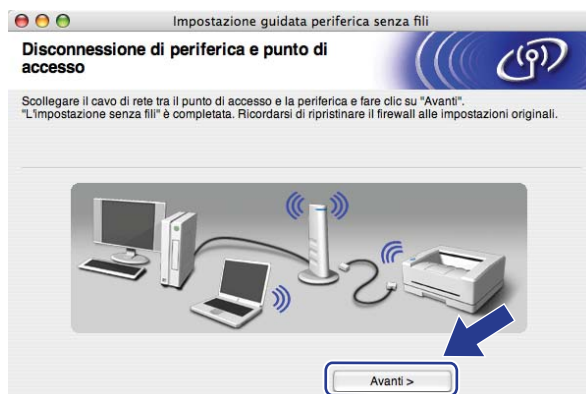 Impostazione guidata periferica senza fili
Disconnessione di periferica e punto di
accesso
Scollegare il cavo di rete tra il punto di accesso e la periferica e fare clic su "Avanti".
"L'impostazione senza fili" è completata. Ricordarsi di ripristinare il firewall alle impostazioni originali.
Avanti >